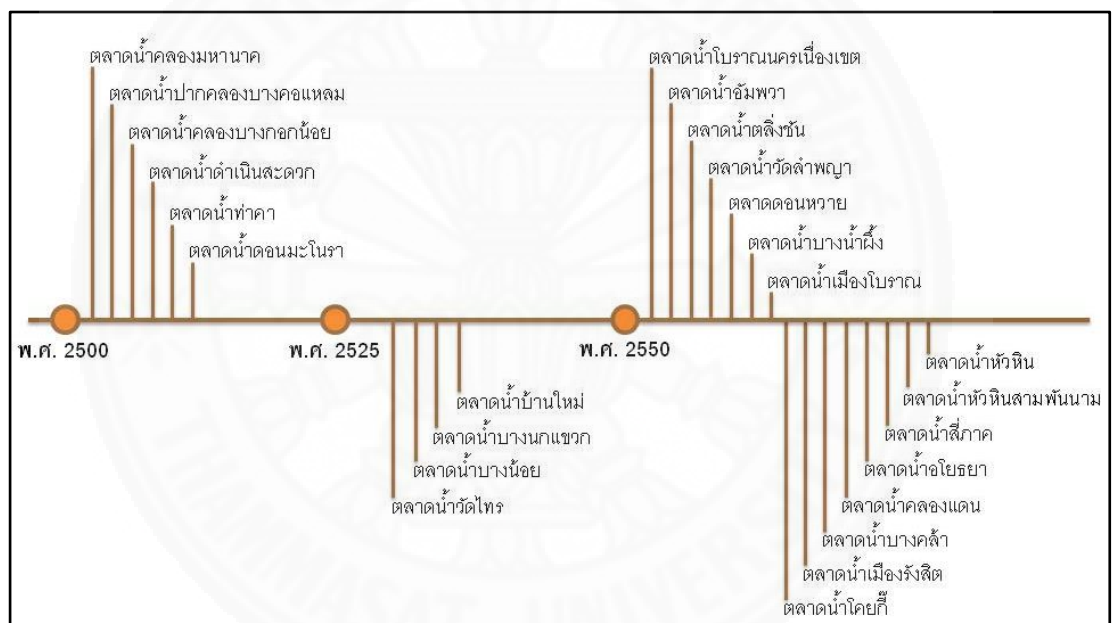 ตลาดน้ำคลองมหานาค
ตลาดน้ำปากคลองบางคอแหลม
ตลาดน้ำคลองบางกอกน้อย
ตลาดน้ำดำเนินสะดวก
ตลาดน้ำท่าคา
ตลาดน้ำดอนมะโนรา
ตลาดน้ำโบราณนครเนื่องเขต
ตลาดน้ำอัมพวา
ตลาดน้ำตลิ่งชัน
ตลาดน้ำวัดลำพญา
ตลาดดอนหวาย
ตลาดน้ำบางน้ำผึ้ง
ตลาดน้ำเมืองโบราณ
พ.ศ. 2500
พ.ศ. 2525
พ.ศ. 2550
ตลาดน้ำบ้านใหม่
ตลาดน้ำบางนกแขวก
ตลาดน้ำบางน้อย
ตลาดน้ำวัดไทร
ตลาดน้ำหัวหิน
ตลาดน้ำหัวหินสามพันนาม
ตลาดน้ำสี่ภาค
ตลาดน้ำอโยธยา
ตลาดน้ำคลองแดน
ตลาดน้ำบางคล้า
ตลาดน้ำเมืองรังสิต
ตลาดน้ำโคยกี๊
THAMMASAT UNIVERSITY